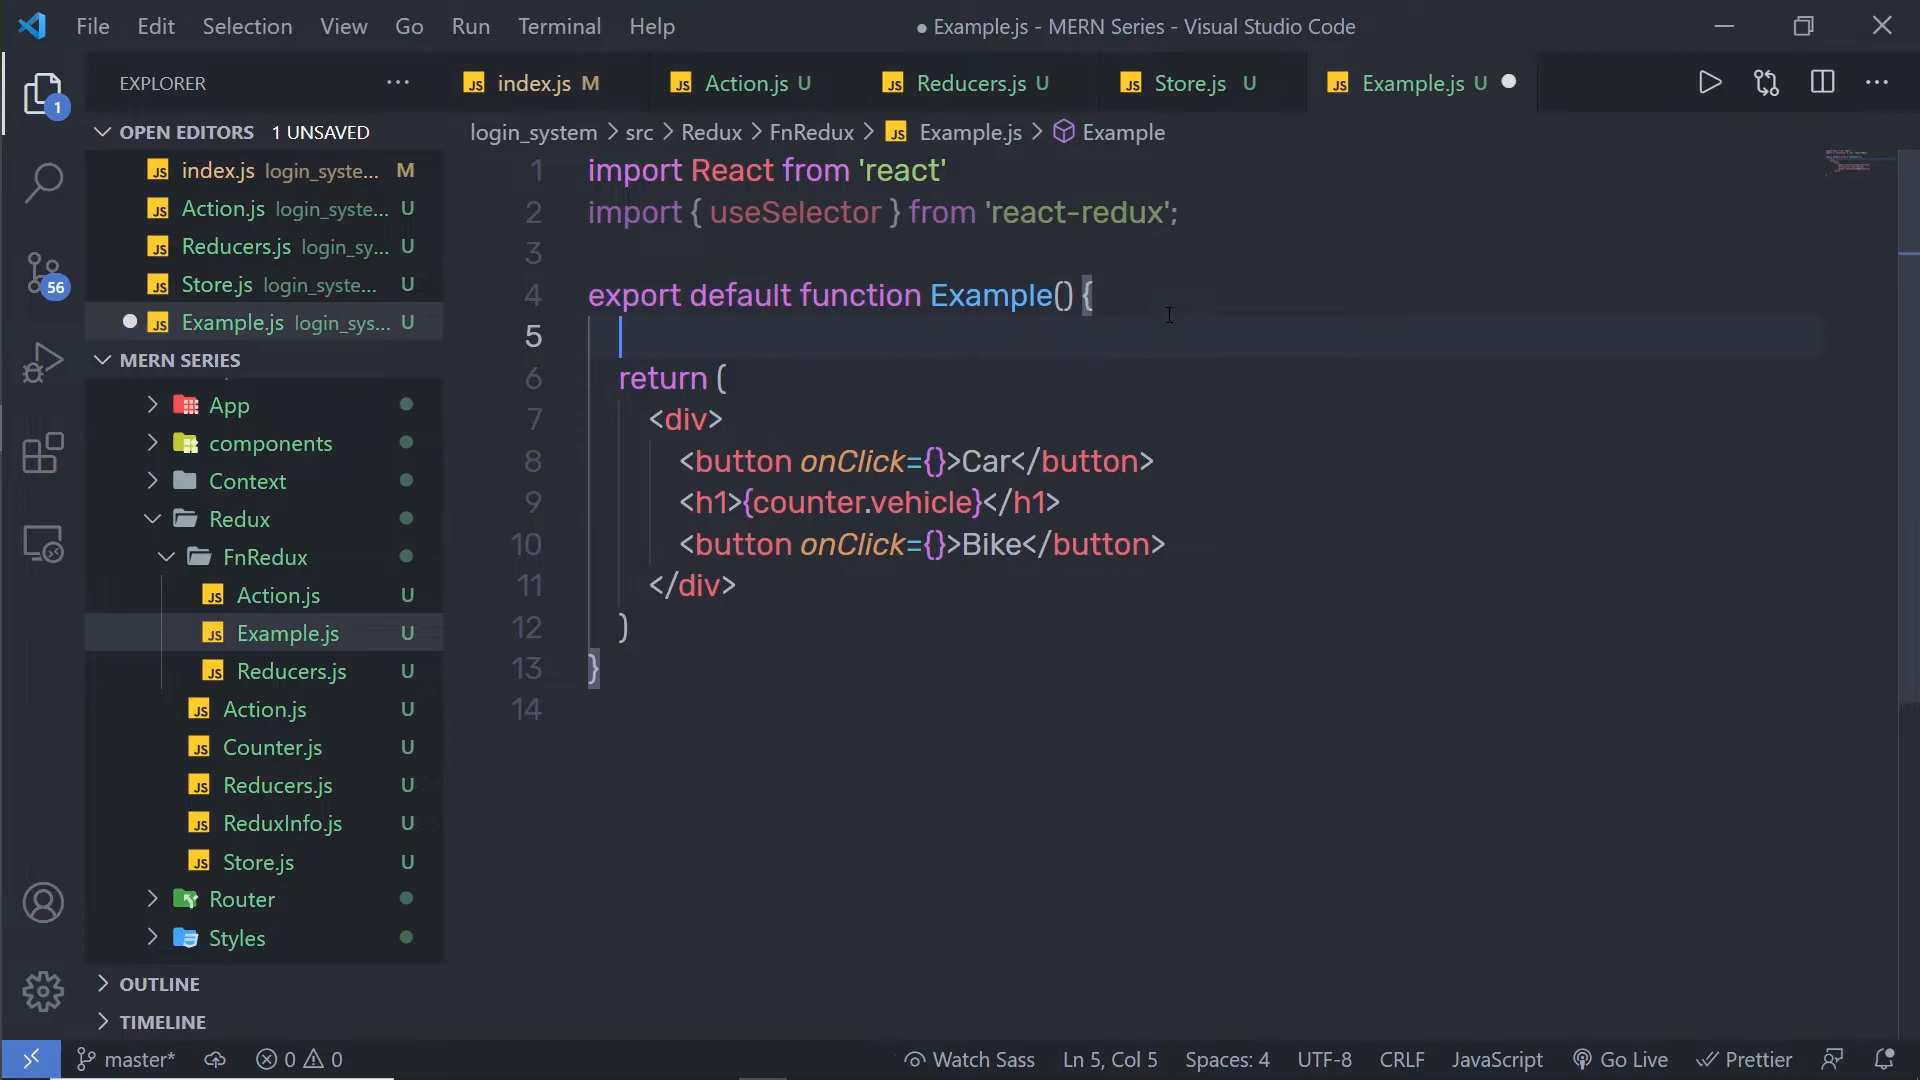 File Edit Selection View Go Run Terminal Help
● Example.js - MERN Series - Visual Studio Code
EXPLORER
index.js M
Action.js U
Reducers.js U
Store.js U
Example.js U
OPEN EDITORS 1 UNSAVED
index.js login_syste... M
Action.js login_syste... U
Reducers.js login_sy... U
Store.js login_syste... U
Example.js login_sys... U
MERN SERIES
App
components
Context
Redux
FnRedux
Action.js U
Example.js U
Reducers.js U
Action.js U
Counter.js U
Reducers.js U
ReduxInfo.js U
Store.js U
Router
Styles
OUTLINE
TIMELINE
1
56
login_system > src > Redux > FnRedux > JS Example.js > Example
1 import React from 'react'
2 import { useSelector } from 'react-redux';
3
4 export default function Example() {
5
6 return (
7 <div>
8 <button onClick={}>Car</button>
9 <h1>{counter.vehicle}</h1>
10 <button onClick={}>Bike</button>
11 </div>
12 )
13 }
14
master* 0 0 Watch Sass Ln 5, Col 5 Spaces: 4 UTF-8 CRLF JavaScript Go Live Prettier